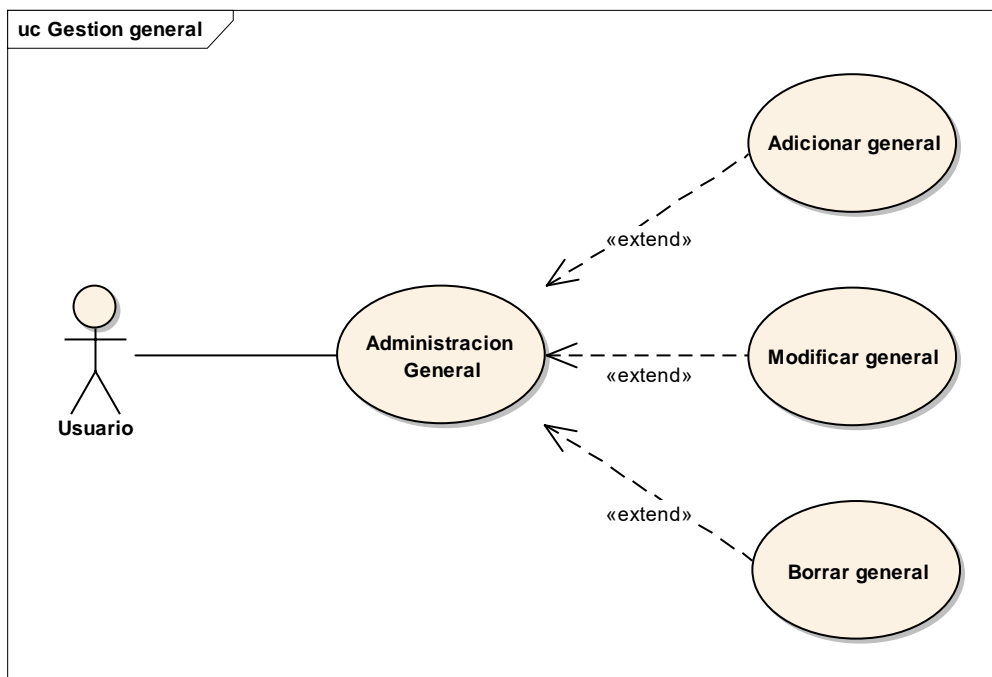 uc Gestion general
Adicionar general
«extend»
Administracion
General
Modificar general
«extend»
Usuario
«extend»
Borrar general